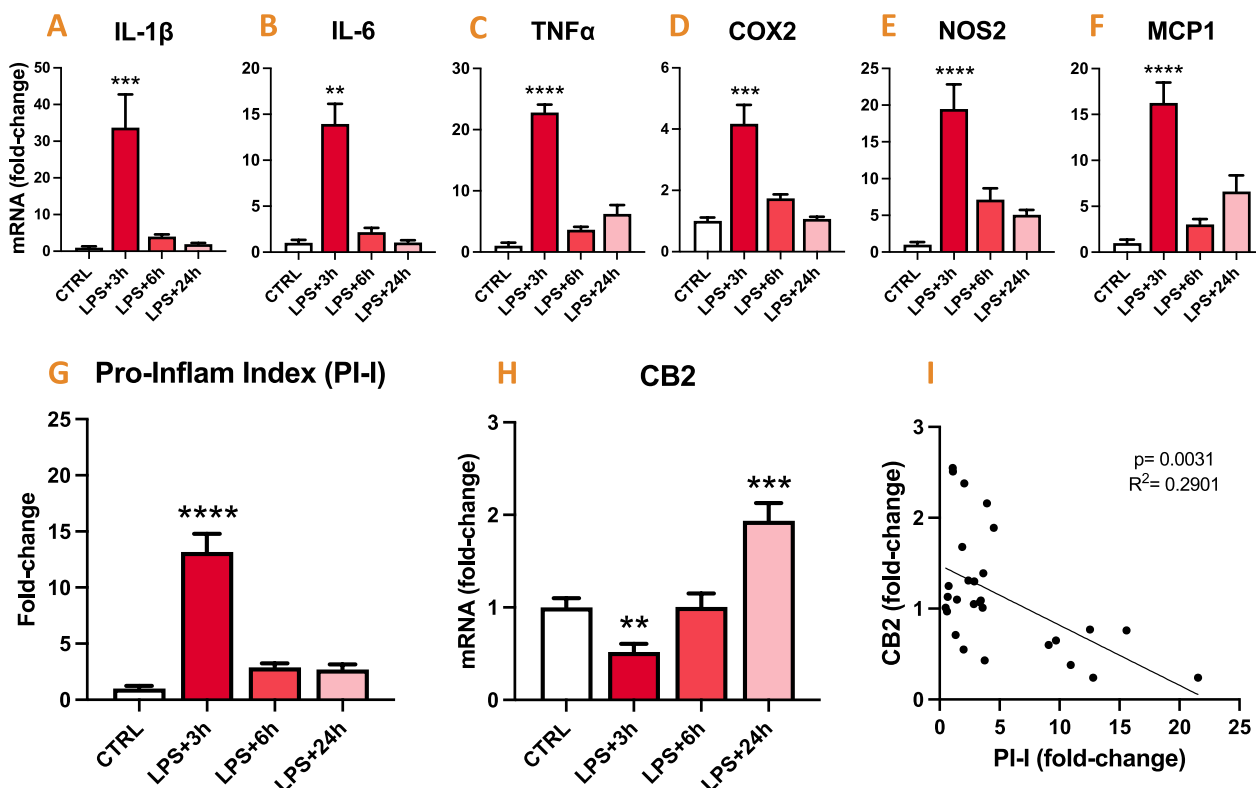 A IL-1β
mRNA (fold-change)
50
40
30
20
10
0
***
CTRL
LPS+3h
LPS+6h
LPS+24h
B IL-6
20
15
10
5
0
**
CTRL
LPS+3h
LPS+6h
LPS+24h
C TNFα
30
20
10
0
****
CTRL
LPS+3h
LPS+6h
LPS+24h
D COX2
6
4
2
0
***
CTRL
LPS+3h
LPS+6h
LPS+24h
E NOS2
25
20
15
10
5
0
****
CTRL
LPS+3h
LPS+6h
LPS+24h
F MCP1
20
15
10
5
0
****
CTRL
LPS+3h
LPS+6h
LPS+24h
G Pro-Inflam Index (PI-I)
Fold-change
25
20
15
10
5
0
****
CTRL
LPS+3h
LPS+6h
LPS+24h
H CB2
mRNA (fold-change)
3
2
1
0
**
***
CTRL
LPS+3h
LPS+6h
LPS+24h
I
CB2 (fold-change)
3
2
1
0
p= 0.0031
R²= 0.2901
0 5 10 15 20 25
PI-I (fold-change)